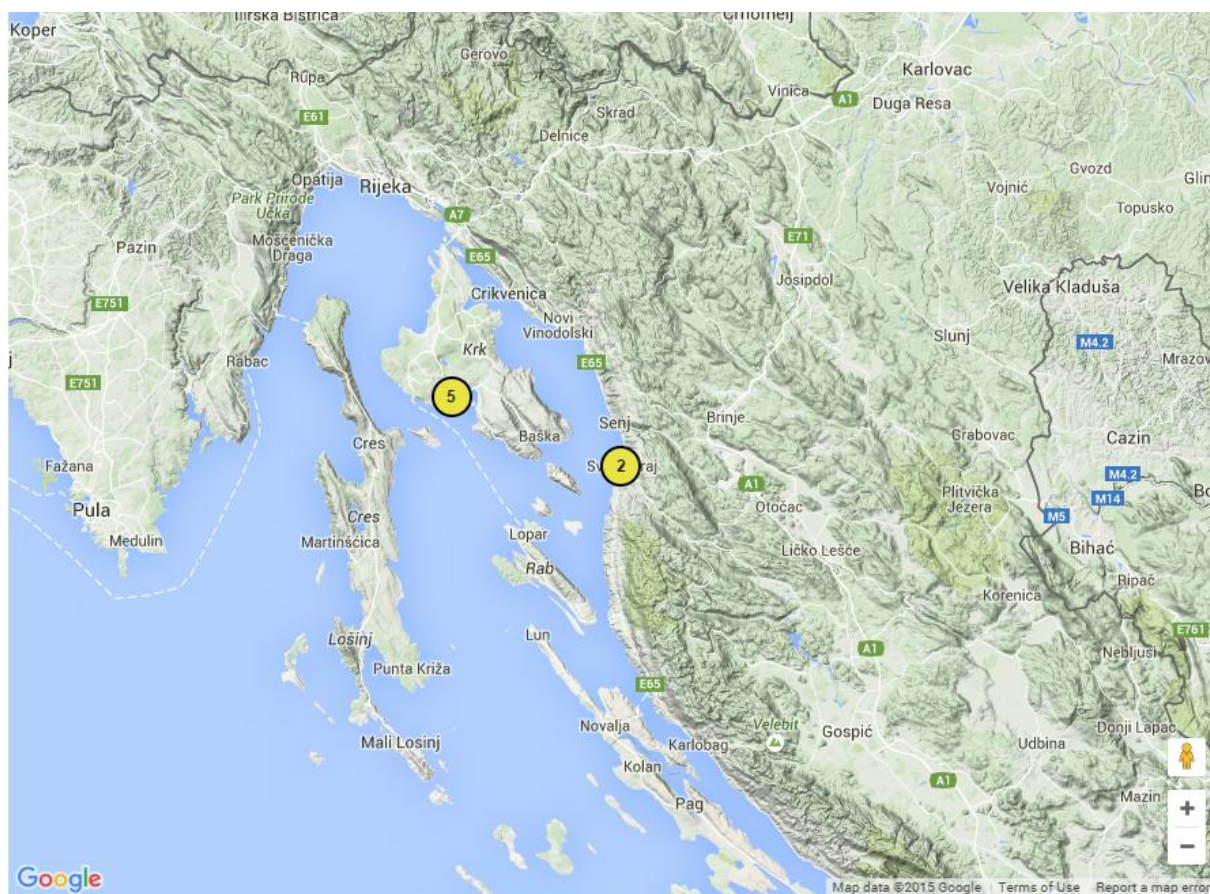 Koper
Ilirska Bistrica
Črnomelj
Gerovo
Rupa
Karlovac
Vinica
A1
Duga Resa
Skrad
E61
Delnice
Gvozd
Opatija
Rijeka
Vojnić
Park Prirode
Učka
Topusko
A7
Mošćenička
Draga
Pazin
E71
E65
Josipdol
Crikvenica
Velika Kladuša
E751
Novi
Vinodolski
Slunj
M4.2
Krk
Mrazov
Rabac
E65
E751
5
Senj
Brinje
Baška
Grabovac
Cres
Cazin
2
Fažana
M4.2
A1
Plitvička
Jezera
M14
Pula
Cres
Otočac
M5
Medulin
Martinšćica
Lopar
Ličko Lešce
Bihać
Rab
Ripač
Korenica
Lun
E761
Lošinj
A1
Nebljusi
Punta Križa
E65
Novalja
Velebit
Gospić
Donji Lapac
Mali Losinj
Karlobag
Udbina
Kolan
A1
Pag
Mazin
+
−
Google
Map data ©2015 Google
Terms of Use
Report a map error